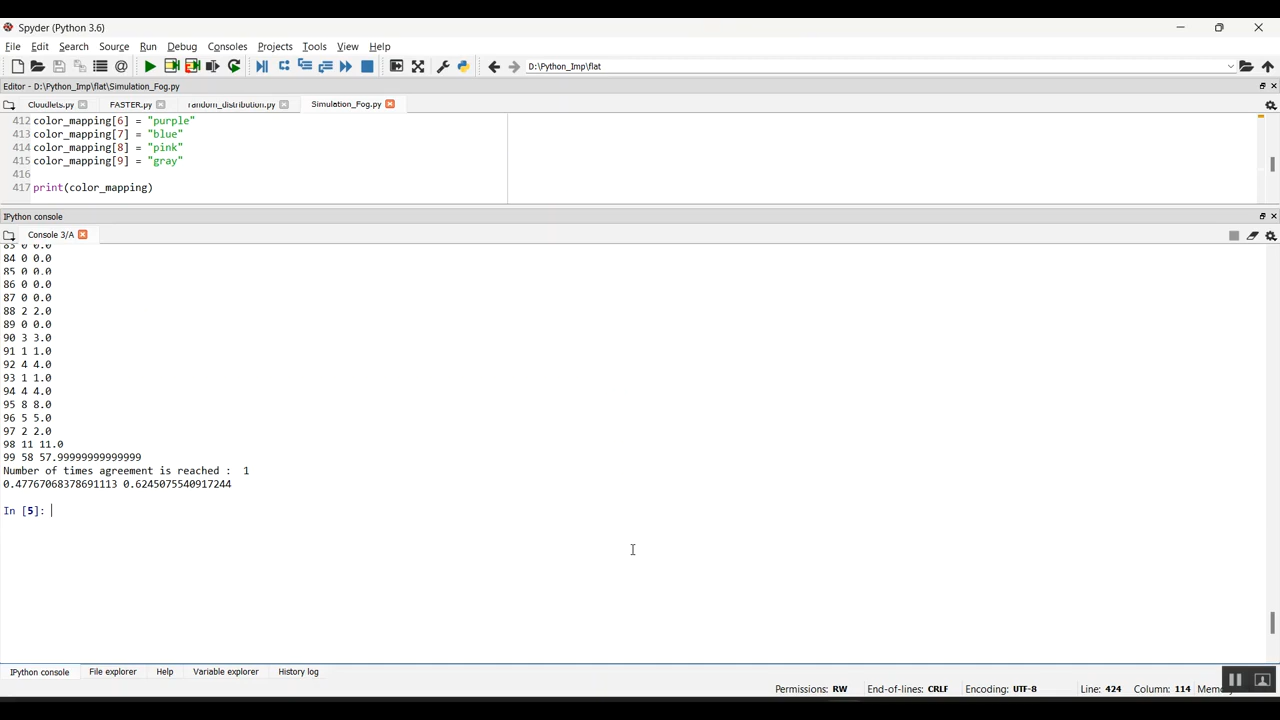 Spyder (Python 3.6)
File Edit Search Source Run Debug Consoles Projects Tools View Help
D:\Python_Imp\flat
Editor - D:\Python_Imp\flat\Simulation_Fog.py
Cloudlets.py FASTER.py random_distribution.py Simulation_Fog.py
412 color_mapping[6] = "purple"
413 color_mapping[7] = "blue"
414 color_mapping[8] = "pink"
415 color_mapping[9] = "gray"
416
417 print(color_mapping)
IPython console
Console 3/A
83 0 0.0
84 0 0.0
85 0 0.0
86 0 0.0
87 0 0.0
88 2 2.0
89 0 0.0
90 3 3.0
91 1 1.0
92 4 4.0
93 1 1.0
94 4 4.0
95 8 8.0
96 5 5.0
97 2 2.0
98 11 11.0
99 58 57.99999999999999
Number of times agreement is reached :  1
0.47767068378691113 0.6245075540917244
In [5]:
IPython console File explorer Help Variable explorer History log
Permissions: RW End-of-lines: CRLF Encoding: UTF-8 Line: 424 Column: 114